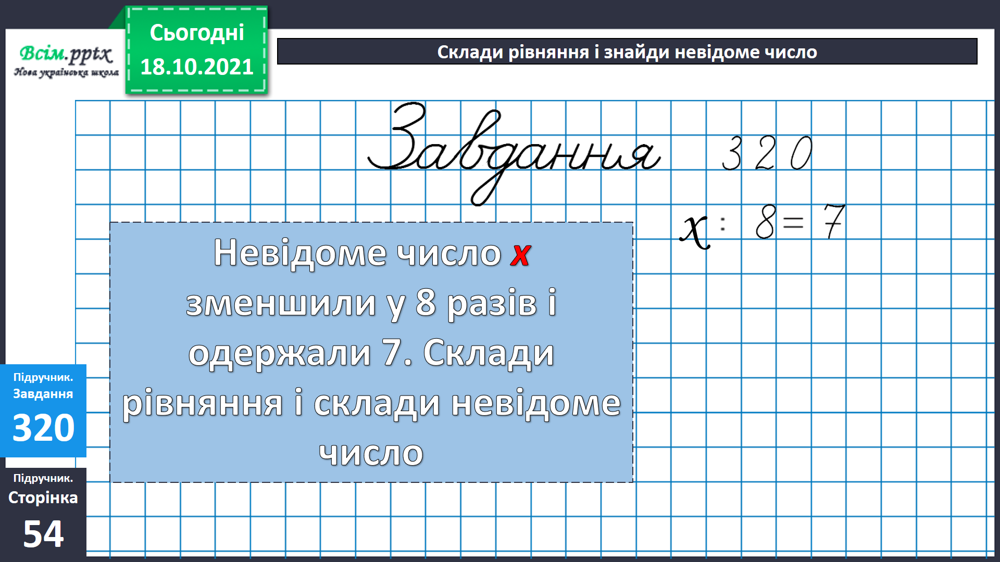 Всім.pptx
Нова українська школа
Сьогодні
18.10.2021
Склади рівняння і знайди невідоме число
Завдання 320
x : 8 = 7
Невідоме число х
зменшили у 8 разів і
одержали 7. Склади
рівняння і склади невідоме
число
Підручник.
Завдання
320
Підручник.
Сторінка
54